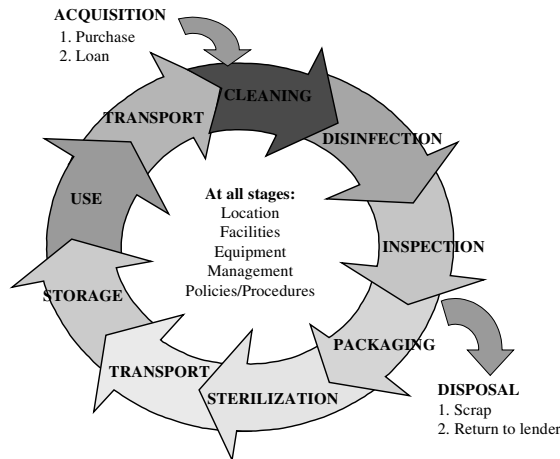 ACQUISITION
1. Purchase
2. Loan
CLEANING
TRANSPORT
DISINFECTION
USE
At all stages:
Location
Facilities
Equipment
Management
Policies/Procedures
INSPECTION
STORAGE
PACKAGING
TRANSPORT
STERILIZATION
DISPOSAL
1. Scrap
2. Return to lender